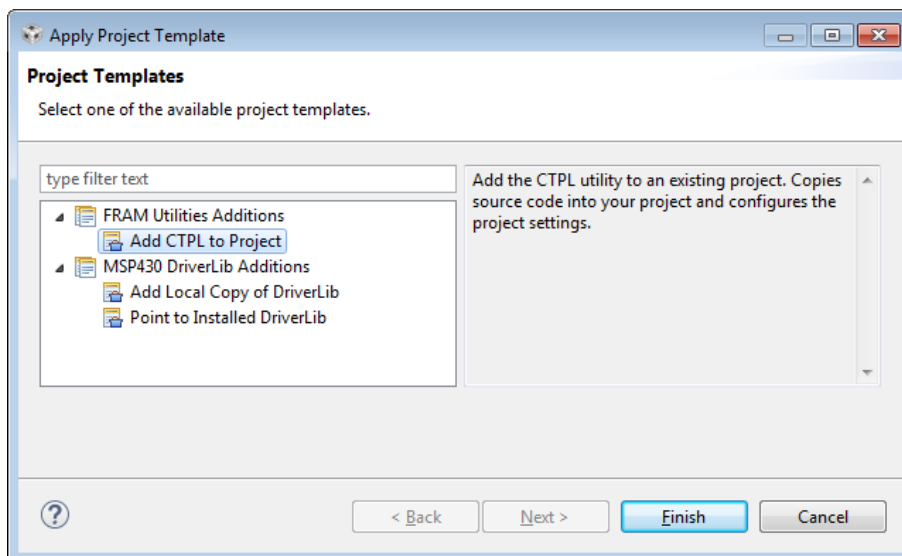 Apply Project Template
Project Templates
Select one of the available project templates.
type filter text
FRAM Utilities Additions
Add CTPL to Project
MSP430 DriverLib Additions
Add Local Copy of DriverLib
Point to Installed DriverLib
Add the CTPL utility to an existing project. Copies
source code into your project and configures the
project settings.
?
< Back
Next >
Finish
Cancel